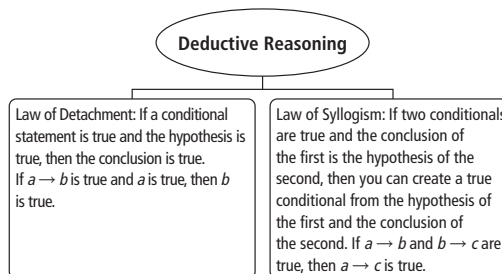 Deductive Reasoning
Law of Detachment: If a conditional
statement is true and the hypothesis is
true, then the conclusion is true.
If a → b is true and a is true, then b
is true.
Law of Syllogism: If two conditionals
are true and the conclusion of
the first is the hypothesis of the
second, then you can create a true
conditional from the hypothesis of
the first and the conclusion of
the second. If a → b and b → c are
true, then a → c is true.